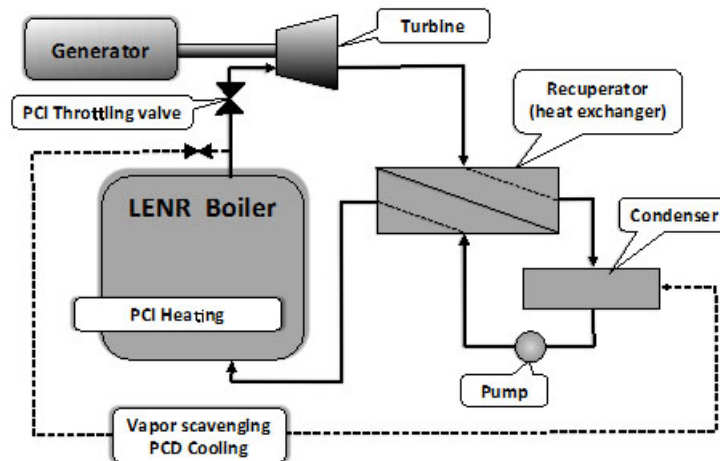 Generator
Turbine
PCI Throttling valve
Recuperator
(heat exchanger)
LENR Boiler
Condenser
PCI Heating
Pump
Vapor scavenging
PCD Cooling